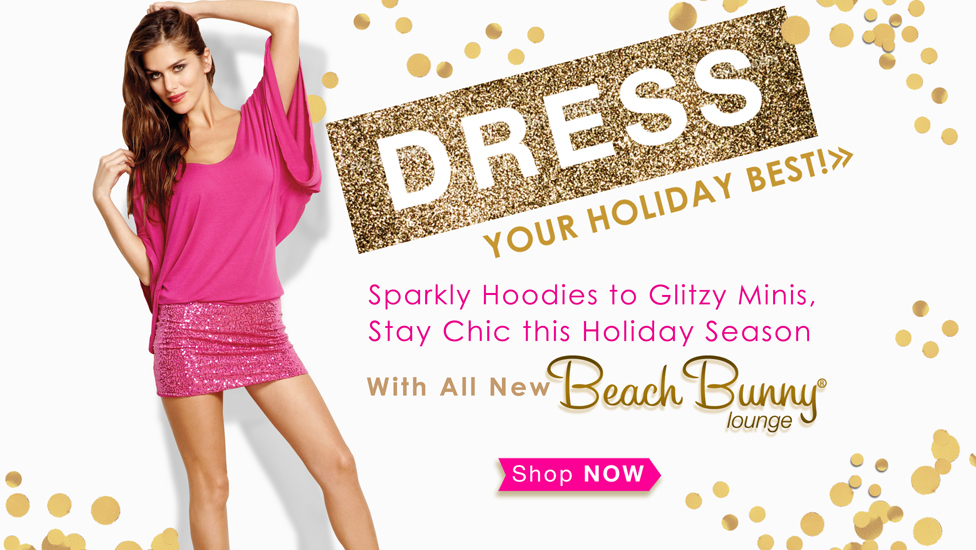 DRESS
YOUR HOLIDAY BEST!»
Sparkly Hoodies to Glitzy Minis,
Stay Chic this Holiday Season
With All New Beach Bunny®
lounge
Shop NOW